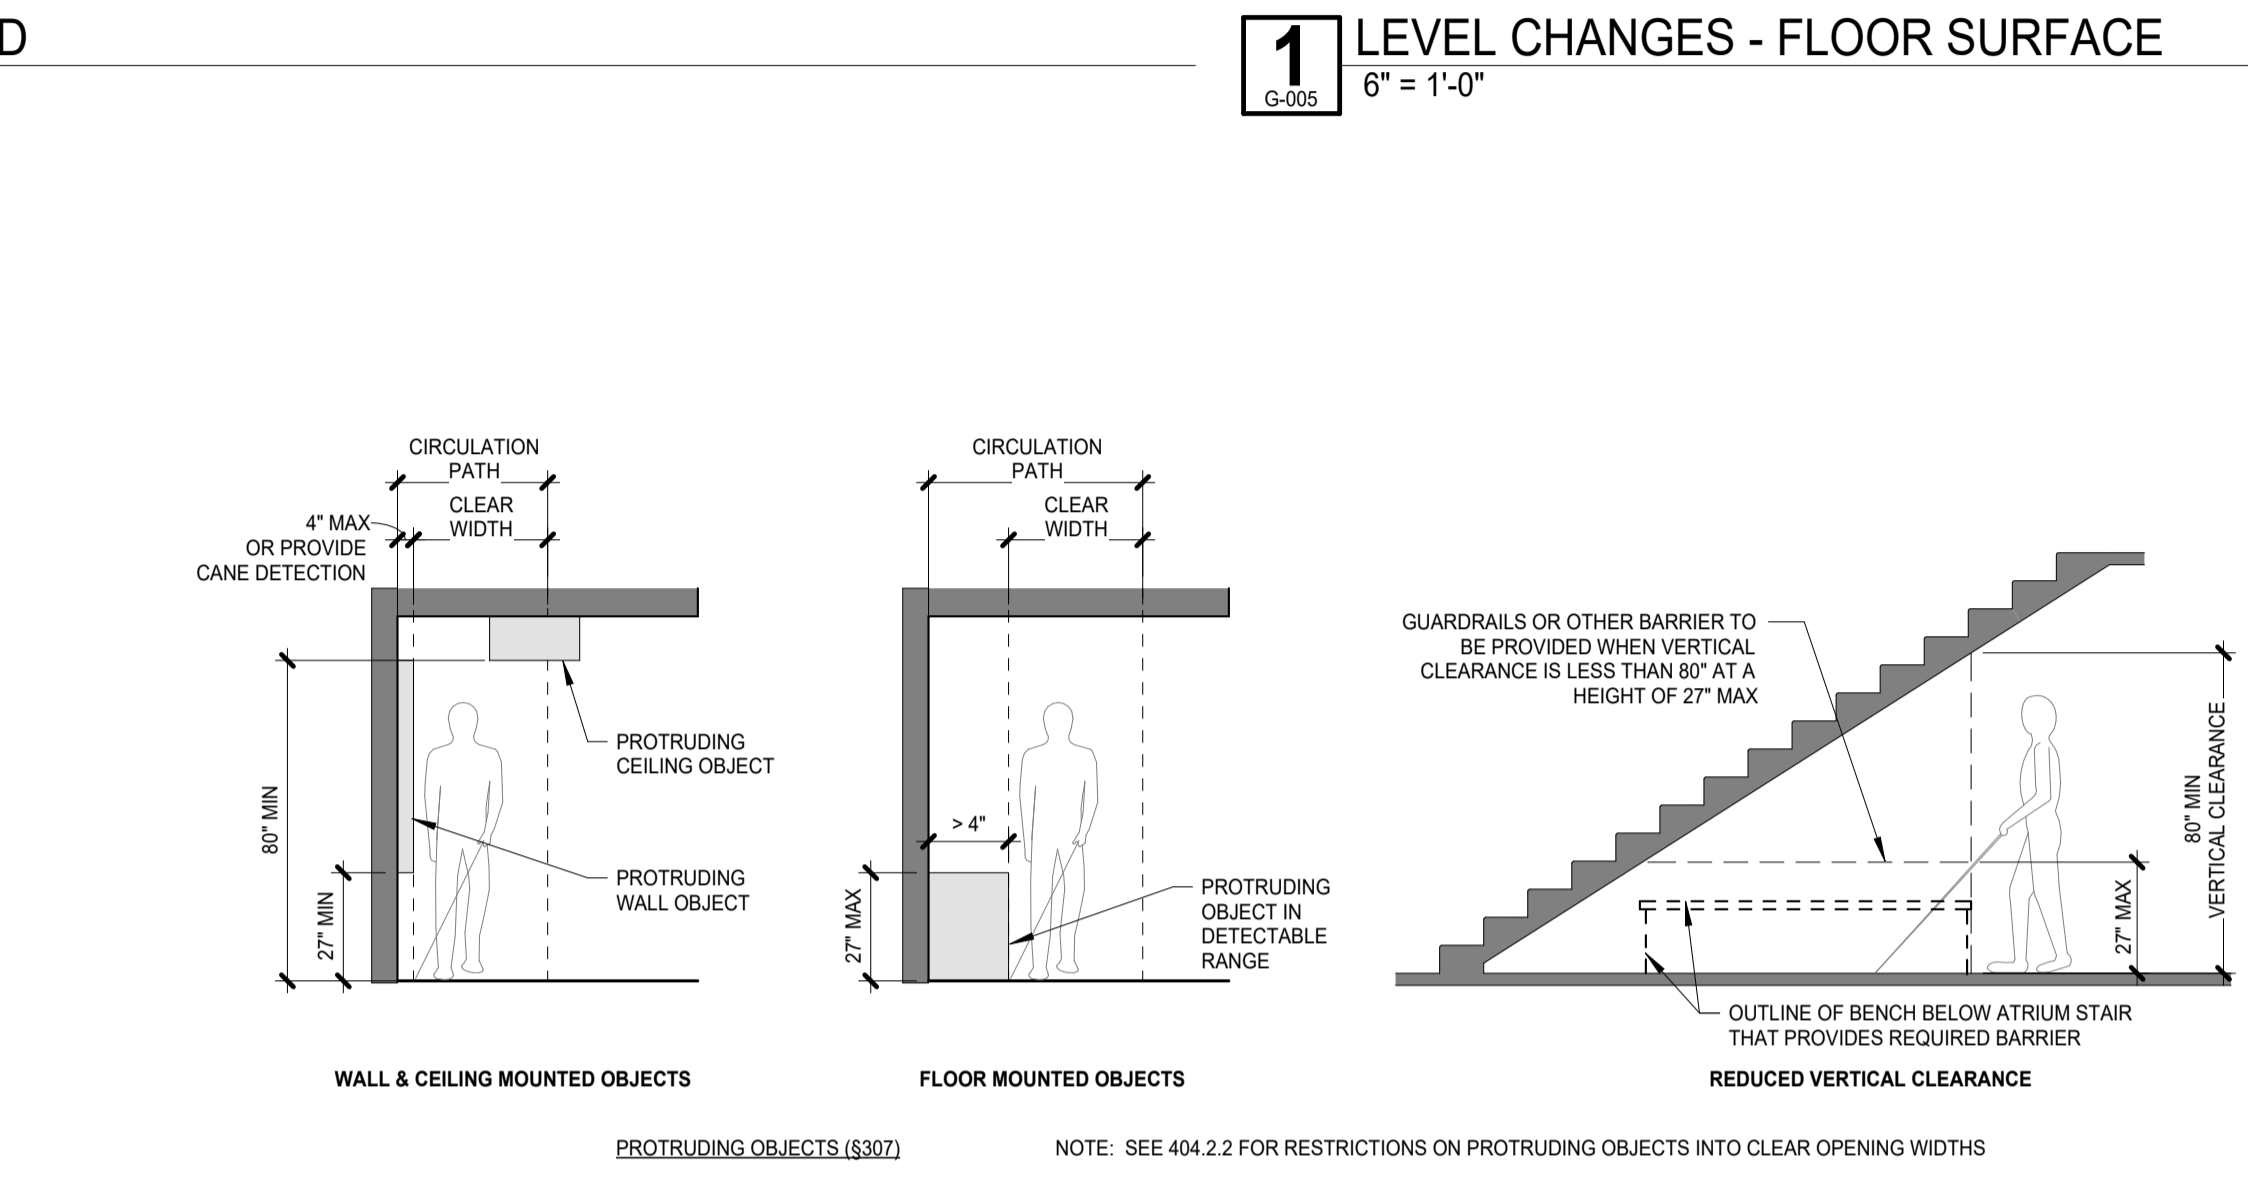 D
1
G-005
LEVEL CHANGES - FLOOR SURFACE
6" = 1'-0"
CIRCULATION
PATH
CLEAR
WIDTH
4" MAX
OR PROVIDE
CANE DETECTION
80" MIN
27" MIN
PROTRUDING
CEILING OBJECT
PROTRUDING
WALL OBJECT
WALL & CEILING MOUNTED OBJECTS
CIRCULATION
PATH
CLEAR
WIDTH
> 4"
27" MAX
PROTRUDING
OBJECT IN
DETECTABLE
RANGE
FLOOR MOUNTED OBJECTS
GUARDRAILS OR OTHER BARRIER TO
BE PROVIDED WHEN VERTICAL
CLEARANCE IS LESS THAN 80" AT A
HEIGHT OF 27" MAX
80" MIN
VERTICAL CLEARANCE
27" MAX
OUTLINE OF BENCH BELOW ATRIUM STAIR
THAT PROVIDES REQUIRED BARRIER
REDUCED VERTICAL CLEARANCE
PROTRUDING OBJECTS (§307)
NOTE:  SEE 404.2.2 FOR RESTRICTIONS ON PROTRUDING OBJECTS INTO CLEAR OPENING WIDTHS